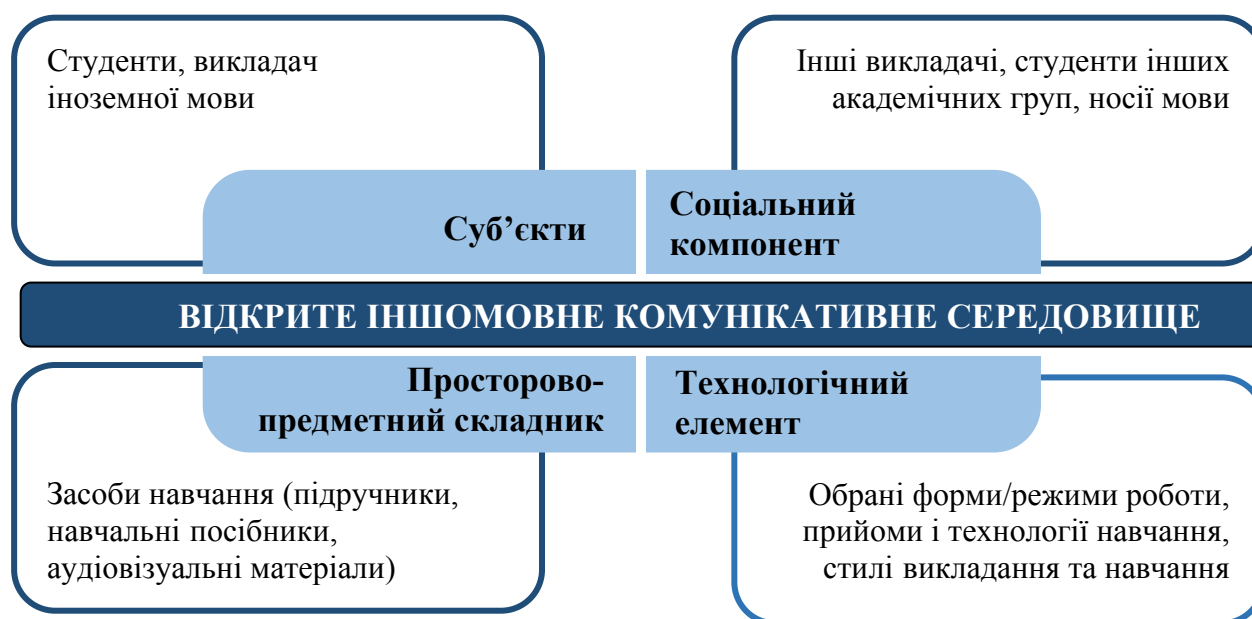 Студенти, викладач
іноземної мови
Інші викладачі, студенти інших
академічних груп, носії мови
Суб’єкти
Соціальний
компонент
ВІДКРИТЕ ІНШОМОВНЕ КОМУНІКАТИВНЕ СЕРЕДОВИЩЕ
Просторово-
предметний складник
Технологічний
елемент
Засоби навчання (підручники,
навчальні посібники,
аудіовізуальні матеріали)
Обрані форми/режими роботи,
прийоми і технології навчання,
стилі викладання та навчання